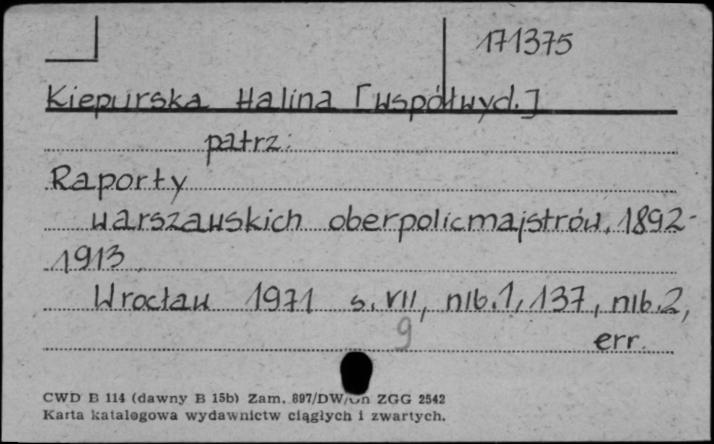 171375
Kiepurska Halina [współwyd.]
patrz:
Raporty
warszawskich oberpolicmajstrów, 1892-
1913.
Wrocław 1971 s. VII, nlb.1, 137, nlb.2,
9 err.
CWD B 114 (dawny B 15b) Zam. 897/DW/ ZGG 2542
Karta katalogowa wydawnictw ciągłych i zwartych.